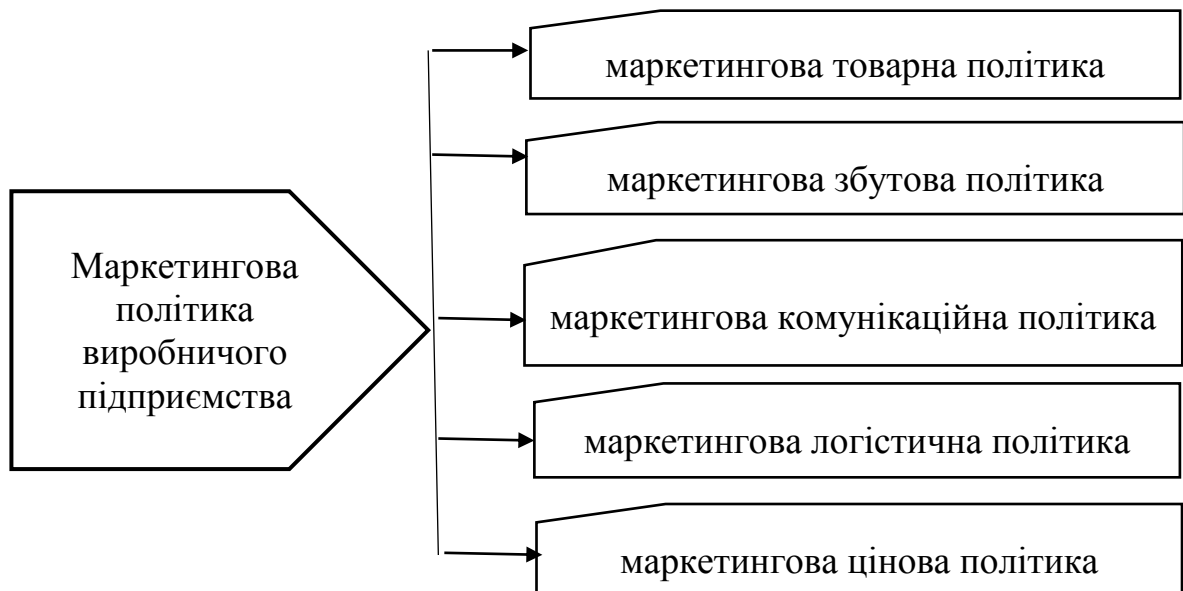 Маркетингова
політика
виробничого
підприємства
маркетингова товарна політика
маркетингова збутова політика
маркетингова комунікаційна політика
маркетингова логістична політика
маркетингова цінова політика